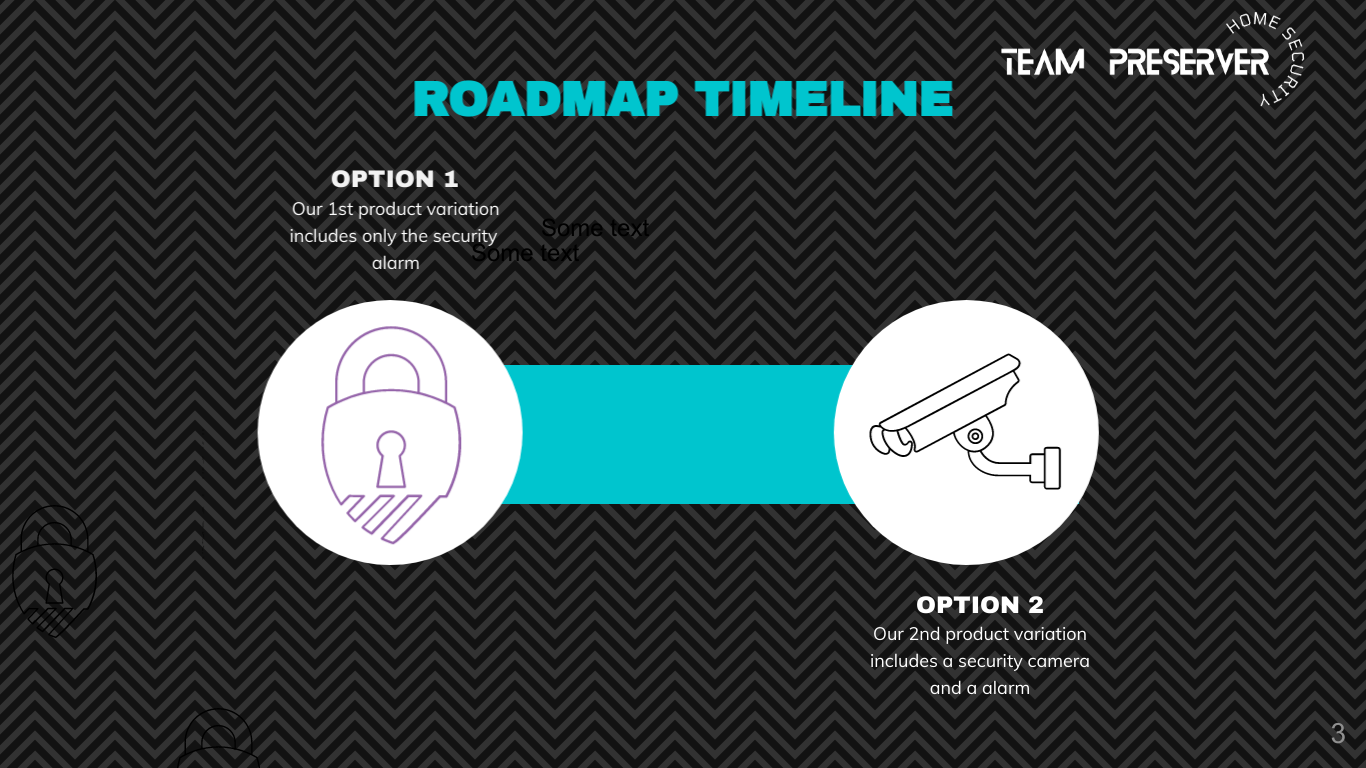 HOME SECURITY
TEAM PRESERVER
ROADMAP TIMELINE
OPTION 1
Our 1st product variation
includes only the security
alarm
Some text
Some text
OPTION 2
Our 2nd product variation
includes a security camera
and a alarm
3